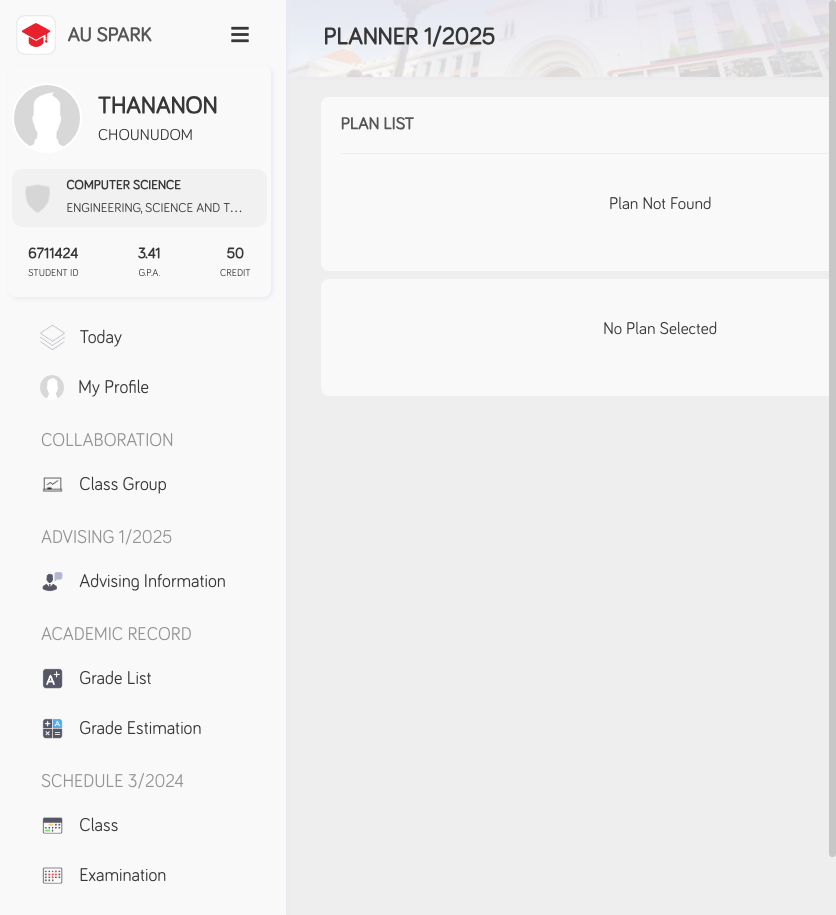 AU SPARK
THANANON
CHOUNUDOM
COMPUTER SCIENCE
ENGINEERING, SCIENCE AND T...
6711424 3.41 50
STUDENT ID G.P.A. CREDIT
Today
My Profile
COLLABORATION
Class Group
ADVISING 1/2025
Advising Information
ACADEMIC RECORD
A+ Grade List
A Grade Estimation
SCHEDULE 3/2024
Class
Examination
PLANNER 1/2025
PLAN LIST
Plan Not Found
No Plan Selected